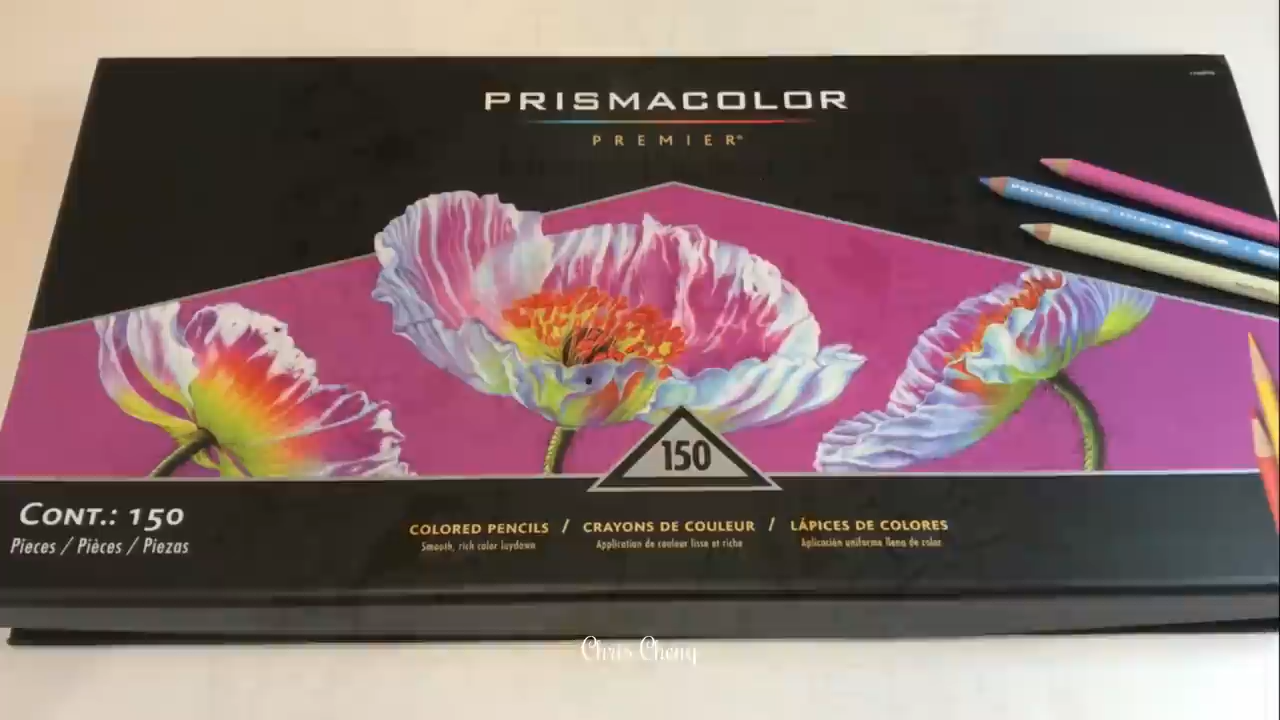 PRISMACOLOR
PREMIER®
150
CONT.: 150
Pieces / Pièces / Piezas
COLORED PENCILS / CRAYONS DE COULEUR / LÁPICES DE COLORES
Smooth, rich color laydown Application de couleur lisse et riche Aplicación uniforme llena de color
Chris Cheng